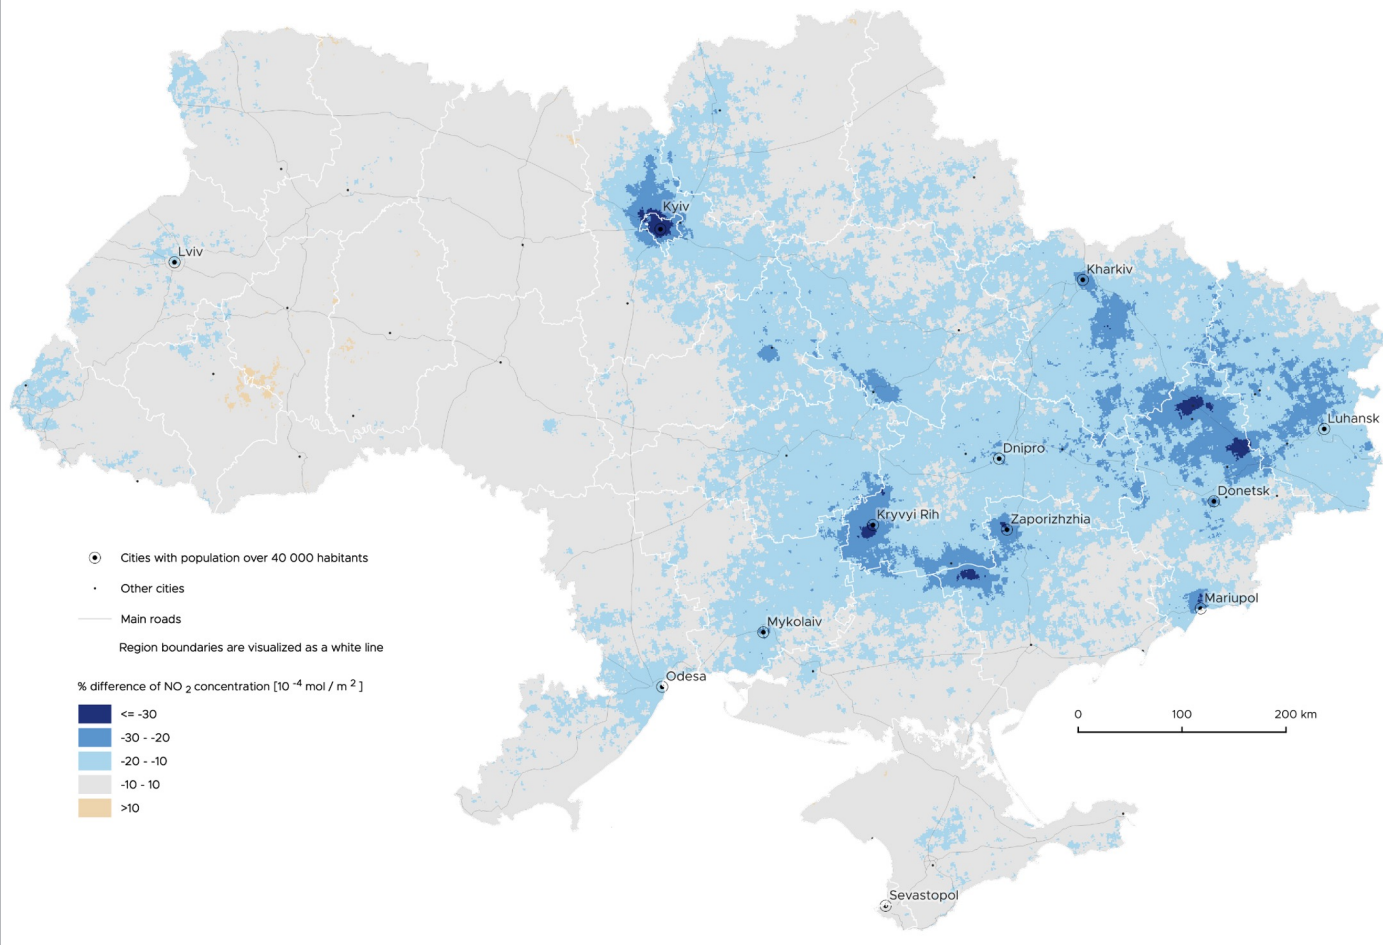 Kyiv
Lviv
Kharkiv
Luhansk
Dnipro
Donetsk
Kryvyi Rih
Zaporizhzhia
Mariupol
Mykolaiv
Odesa
Sevastopol
Cities with population over 40 000 habitants
Other cities
Main roads
Region boundaries are visualized as a white line
% difference of NO 2 concentration [10 -4 mol / m 2 ]
<= -30
-30 - -20
-20 - -10
-10 - 10
>10
0 100 200 km